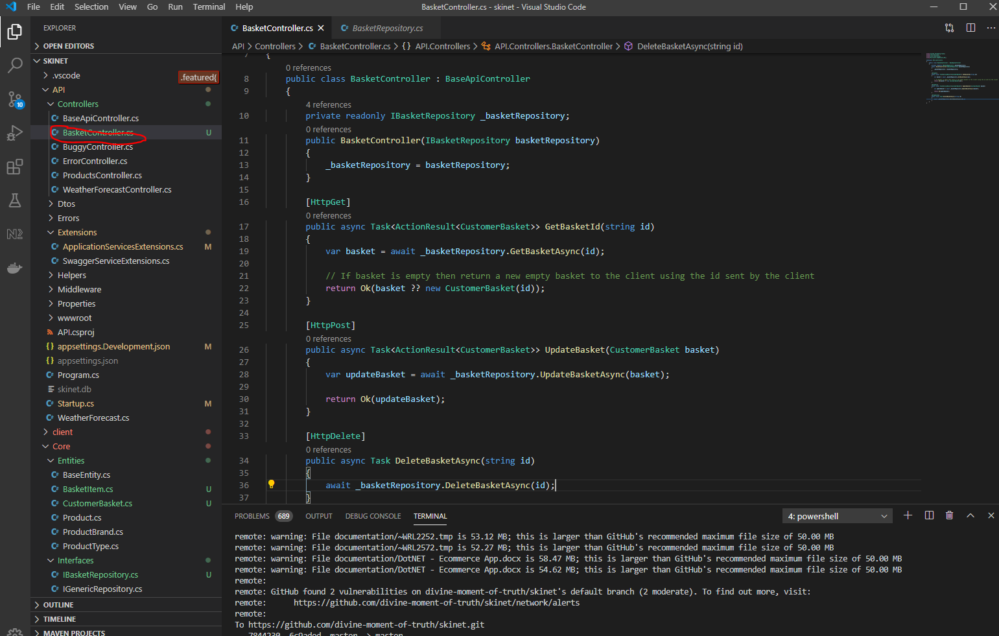 File Edit Selection View Go Run Terminal Help
BasketController.cs - skinet - Visual Studio Code
EXPLORER
OPEN EDITORS
SKINET
.vscode
.featured{
API
Controllers
BaseApiController.cs
BasketController.cs U
BuggyController.cs
ErrorController.cs
ProductsController.cs
WeatherForecastController.cs
Dtos
Errors
Extensions
ApplicationServicesExtensions.cs M
SwaggerServiceExtensions.cs
Helpers
Middleware
Properties
wwwroot
API.csproj
{} appsettings.Development.json M
{} appsettings.json
Program.cs
skinet.db
Startup.cs M
WeatherForecast.cs
client
Core
Entities
BaseEntity.cs
BasketItem.cs U
CustomerBasket.cs U
Product.cs
ProductBrand.cs
ProductType.cs
Interfaces
IBasketRepository.cs U
IGenericRepository.cs
OUTLINE
TIMELINE
MAVEN PROJECTS
10
BasketController.cs
BasketRepository.cs
API > Controllers > BasketController.cs > {} API.Controllers > API.Controllers.BasketController > DeleteBasketAsync(string id)
7 {
0 references
8 public class BasketController : BaseApiController
9 {
4 references
10 private readonly IBasketRepository _basketRepository;
0 references
11 public BasketController(IBasketRepository basketRepository)
12 {
13 _basketRepository = basketRepository;
14 }
15
16 [HttpGet]
0 references
17 public async Task<ActionResult<CustomerBasket>> GetBasketId(string id)
18 {
19 var basket = await _basketRepository.GetBasketAsync(id);
20
21 // If basket is empty then return a new empty basket to the client using the id sent by the client
22 return Ok(basket ?? new CustomerBasket(id));
23 }
24
25 [HttpPost]
0 references
26 public async Task<ActionResult<CustomerBasket>> UpdateBasket(CustomerBasket basket)
27 {
28 var updateBasket = await _basketRepository.UpdateBasketAsync(basket);
29
30 return Ok(updateBasket);
31 }
32
33 [HttpDelete]
0 references
34 public async Task DeleteBasketAsync(string id)
35 {
36 await _basketRepository.DeleteBasketAsync(id);
37 }
PROBLEMS 689 OUTPUT DEBUG CONSOLE TERMINAL
4: powershell
remote: warning: File documentation/~WRL2252.tmp is 53.12 MB; this is larger than GitHub's recommended maximum file size of 50.00 MB
remote: warning: File documentation/~WRL2572.tmp is 52.27 MB; this is larger than GitHub's recommended maximum file size of 50.00 MB
remote: warning: File documentation/DotNET - Ecommerce App.docx is 58.47 MB; this is larger than GitHub's recommended maximum file size of 50.00 MB
remote: warning: File documentation/DotNET - Ecommerce App.docx is 54.62 MB; this is larger than GitHub's recommended maximum file size of 50.00 MB
remote:
remote: GitHub found 2 vulnerabilities on divine-moment-of-truth/skinet's default branch (2 moderate). To find out more, visit:
remote: https://github.com/divine-moment-of-truth/skinet/network/alerts
remote:
To https://github.com/divine-moment-of-truth/skinet.git